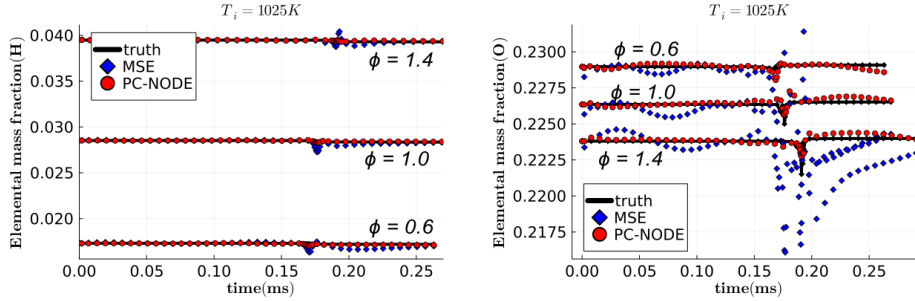 T_i = 1025K
Elemental mass fraction(H)
0.040
0.030
0.020
truth
MSE
PC-NODE
ϕ = 1.4
ϕ = 1.0
ϕ = 0.6
0.00 0.05 0.10 0.15 0.20 0.25
time(ms)
T_i = 1025K
Elemental mass fraction(O)
0.2300
0.2275
0.2250
0.2225
0.2200
0.2175
ϕ = 0.6
ϕ = 1.0
ϕ = 1.4
truth
MSE
PC-NODE
0.00 0.05 0.10 0.15 0.20 0.25
time(ms)